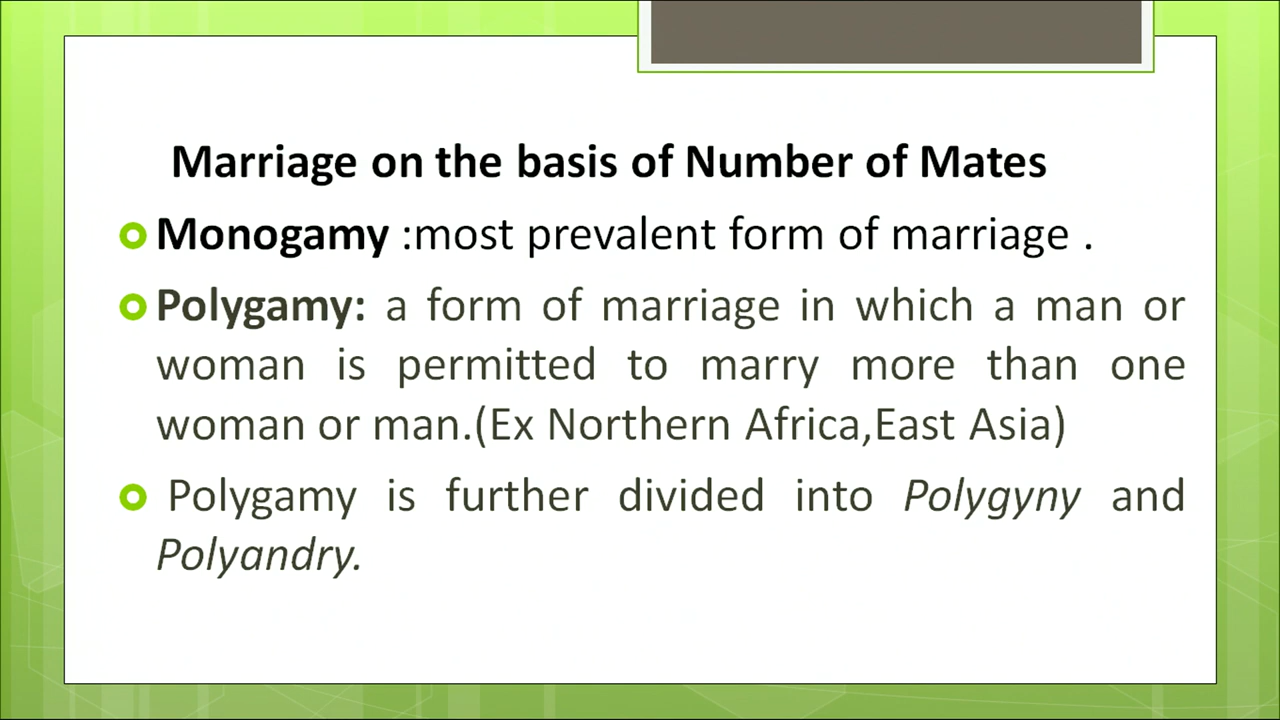 Marriage on the basis of Number of Mates
Monogamy :most prevalent form of marriage .
Polygamy: a form of marriage in which a man or
woman is permitted to marry more than one
woman or man.(Ex Northern Africa,East Asia)
Polygamy is further divided into Polygyny and
Polyandry.